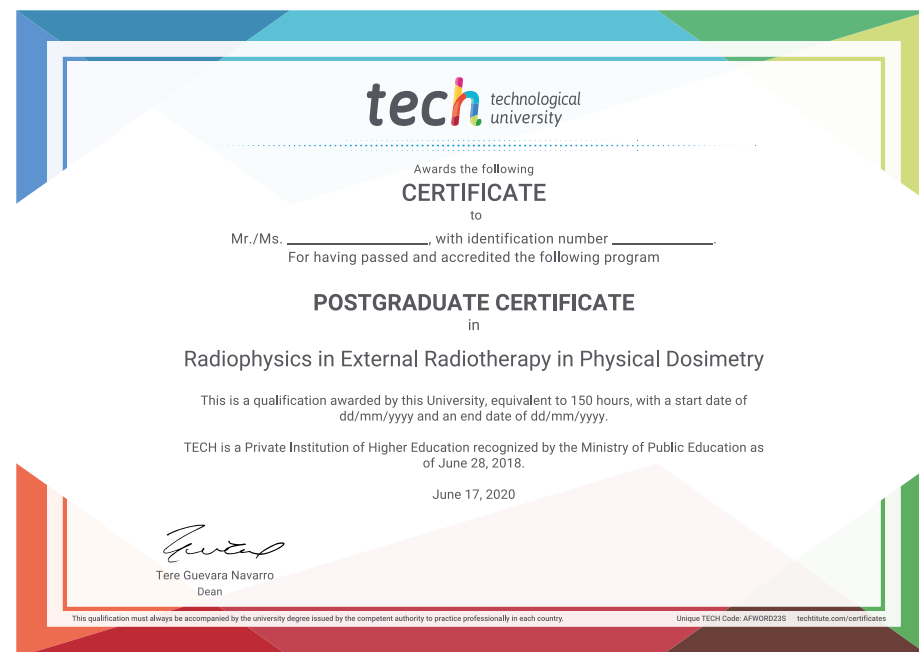 tech technological
university
Awards the following
CERTIFICATE
to
Mr./Ms. ____________________, with identification number ______________.
For having passed and accredited the following program
POSTGRADUATE CERTIFICATE
in
Radiophysics in External Radiotherapy in Physical Dosimetry
This is a qualification awarded by this University, equivalent to 150 hours, with a start date of
dd/mm/yyyy and an end date of dd/mm/yyyy.
TECH is a Private Institution of Higher Education recognized by the Ministry of Public Education as
of June 28, 2018.
June 17, 2020
Tere Guevara Navarro
Dean
This qualification must always be accompanied by the university degree issued by the competent authority to practice professionally in each country. Unique TECH Code: AFWORD23S techtitute.com/certificates